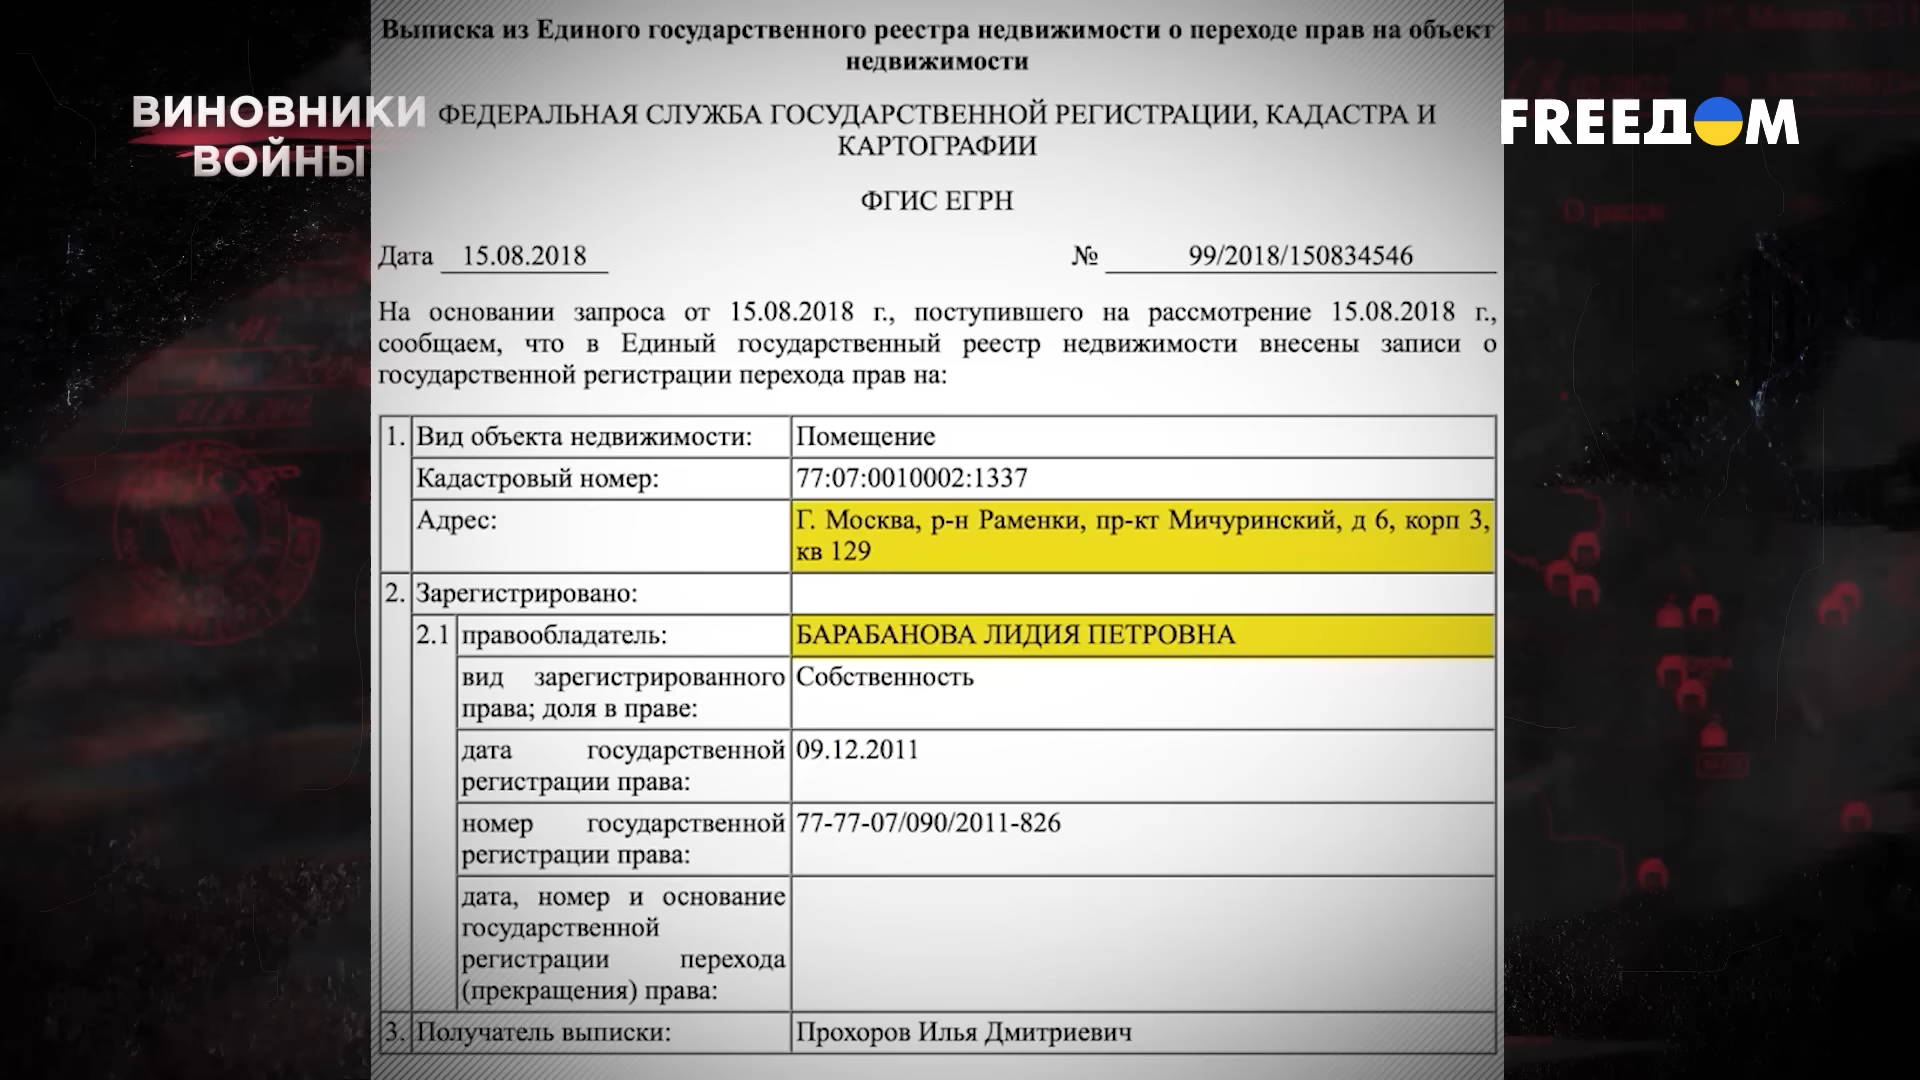 Выписка из Единого государственного реестра недвижимости о переходе прав на объект
недвижимости
ВИНОВНИКИ
ВОЙНЫ
FREEДОМ
ФЕДЕРАЛЬНАЯ СЛУЖБА ГОСУДАРСТВЕННОЙ РЕГИСТРАЦИИ, КАДАСТРА И
КАРТОГРАФИИ
ФГИС ЕГРН
Дата 15.08.2018 № 99/2018/150834546
На основании запроса от 15.08.2018 г., поступившего на рассмотрение 15.08.2018 г.,
сообщаем, что в Единый государственный реестр недвижимости внесены записи о
государственной регистрации перехода прав на:
1. Вид объекта недвижимости: Помещение
Кадастровый номер: 77:07:0010002:1337
Адрес: Г. Москва, р-н Раменки, пр-кт Мичуринский, д 6, корп 3,
кв 129
2. Зарегистрировано:
2.1 правообладатель: БАРАБАНОВА ЛИДИЯ ПЕТРОВНА
вид зарегистрированного Собственность
права; доля в праве:
дата государственной 09.12.2011
регистрации права:
номер государственной 77-77-07/090/2011-826
регистрации права:
дата, номер и основание
государственной
регистрации перехода
(прекращения) права:
3. Получатель выписки: Прохоров Илья Дмитриевич